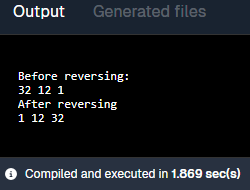 Output Generated files
Before reversing:
32 12 1
After reversing
1 12 32
Compiled and executed in 1.869 sec(s)